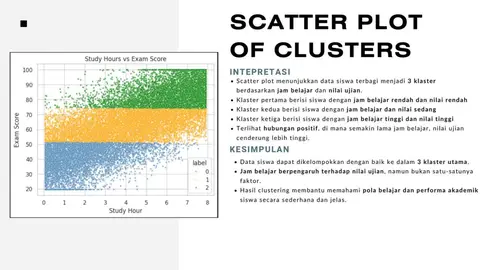 SCATTER PLOT
OF CLUSTERS
Study Hours vs Exam Score
100
90
80
70
60
50
40
30
20
Exam Score
0 1 2 3 4 5 6 7 8
Study Hour
label
0
1
2
INTEPRETASI
• Scatter plot menunjukkan data siswa terbagi menjadi 3 klaster
berdasarkan jam belajar dan nilai ujian.
• Klaster pertama berisi siswa dengan jam belajar rendah dan nilai rendah
• Klaster kedua berisi siswa dengan jam belajar dan nilai sedang
• Klaster ketiga berisi siswa dengan jam belajar tinggi dan nilai tinggi
• Terlihat hubungan positif, di mana semakin lama jam belajar, nilai ujian
cenderung lebih tinggi.
KESIMPULAN
• Data siswa dapat dikelompokkan dengan baik ke dalam 3 klaster utama.
• Jam belajar berpengaruh terhadap nilai ujian, namun bukan satu-satunya
faktor.
• Hasil clustering membantu memahami pola belajar dan performa akademik
siswa secara sederhana dan jelas.